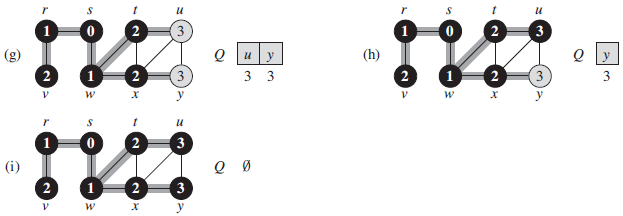 r s t u
1 0 2 3
(g) Q u y
2 1 2 3 3 3
v w x y
r s t u
1 0 2 3
(h) Q y
2 1 2 3 3
v w x y
r s t u
1 0 2 3
(i) Q ∅
2 1 2 3
v w x y